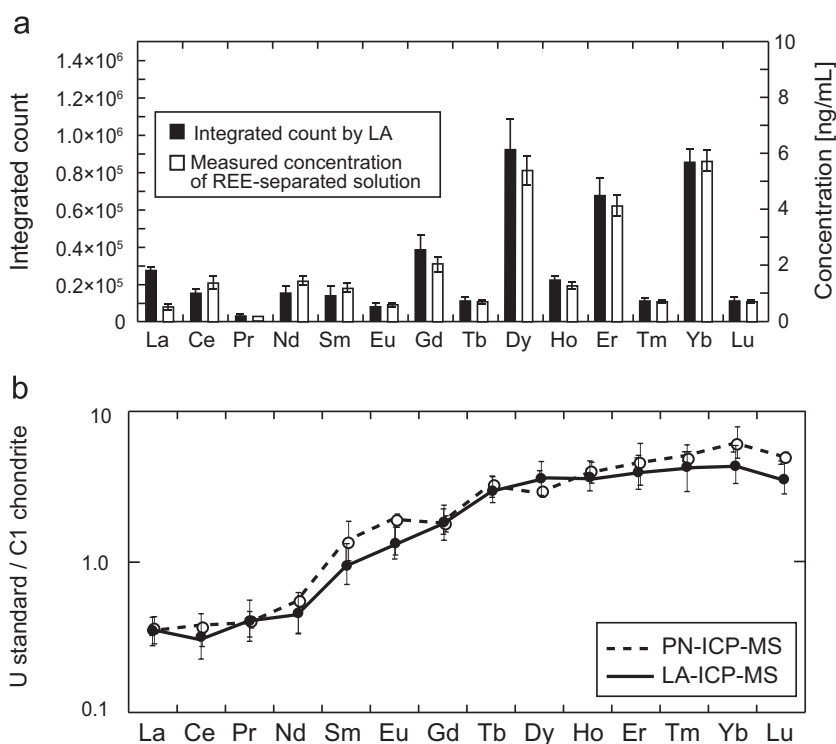 a
Integrated count
1.4×10⁶
1.2×10⁶
1.0×10⁶
0.8×10⁶
0.6×10⁵
0.4×10⁵
0.2×10⁵
0
Integrated count by LA
Measured concentration
of REE-separated solution
10
8
6
4
2
0
Concentration [ng/mL]
La Ce Pr Nd Sm Eu Gd Tb Dy Ho Er Tm Yb Lu
b
U standard / C1 chondrite
10
1.0
0.1
PN-ICP-MS
LA-ICP-MS
La Ce Pr Nd Sm Eu Gd Tb Dy Ho Er Tm Yb Lu